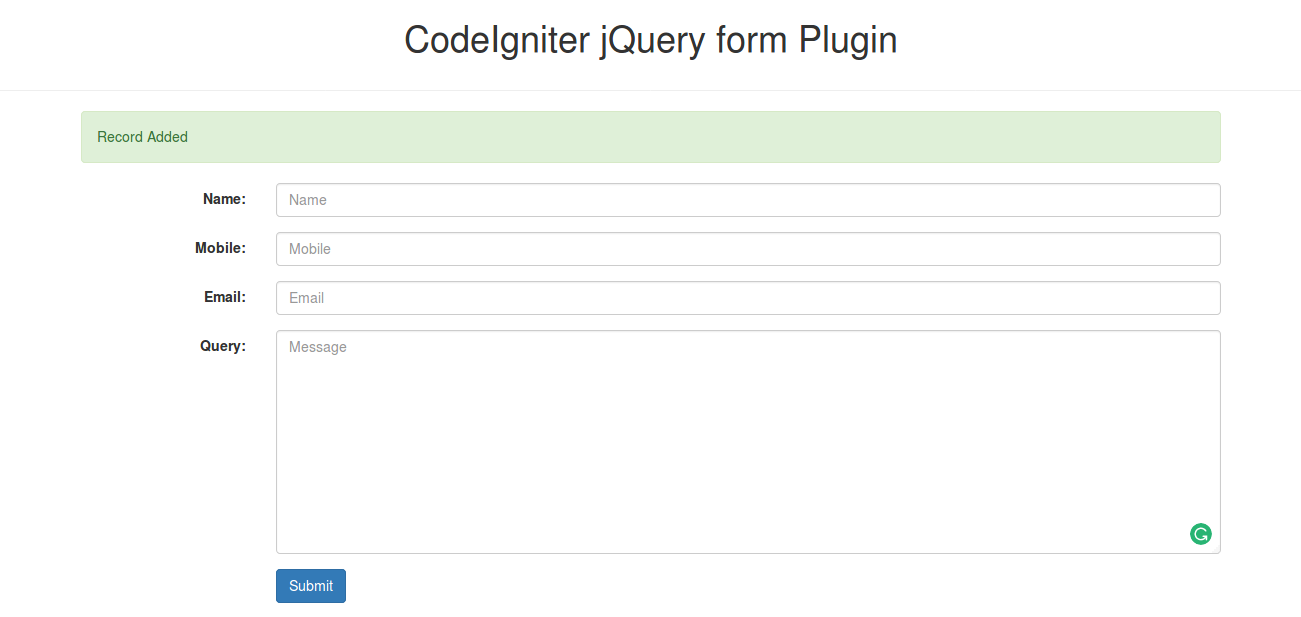 CodeIgniter jQuery form Plugin
Record Added
Name: Name
Mobile: Mobile
Email: Email
Query: Message
Submit